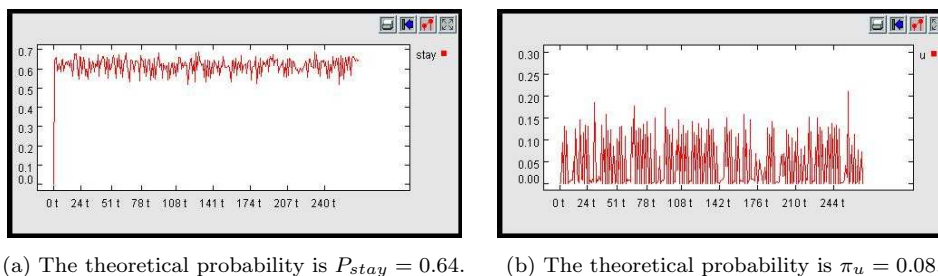 0.7
0.6
0.5
0.4
0.3
0.2
0.1
0.0
0 t 24 t 51 t 78 t 108 t 141 t 174 t 207 t 240 t
stay
0.30
0.25
0.20
0.15
0.10
0.05
0.00
0 t 24 t 51 t 78 t 108 t 142 t 176 t 210 t 244 t
u
(a) The theoretical probability is P_stay = 0.64.
(b) The theoretical probability is π_u = 0.08